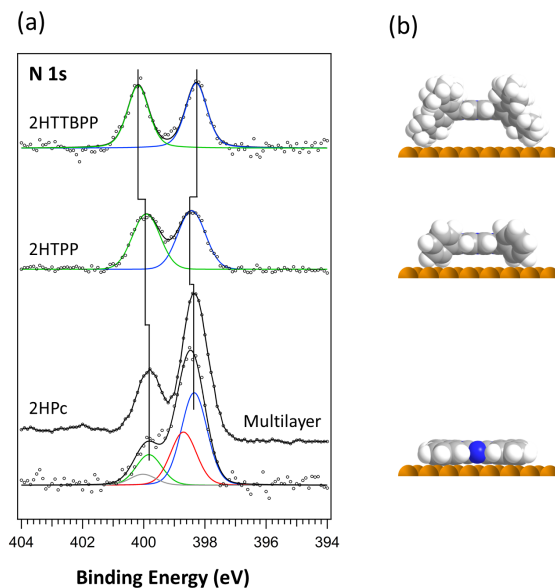 (a)
(b)
N 1s
2HTTBPP
2HTPP
2HPc
Multilayer
404 402 400 398 396 394
Binding Energy (eV)